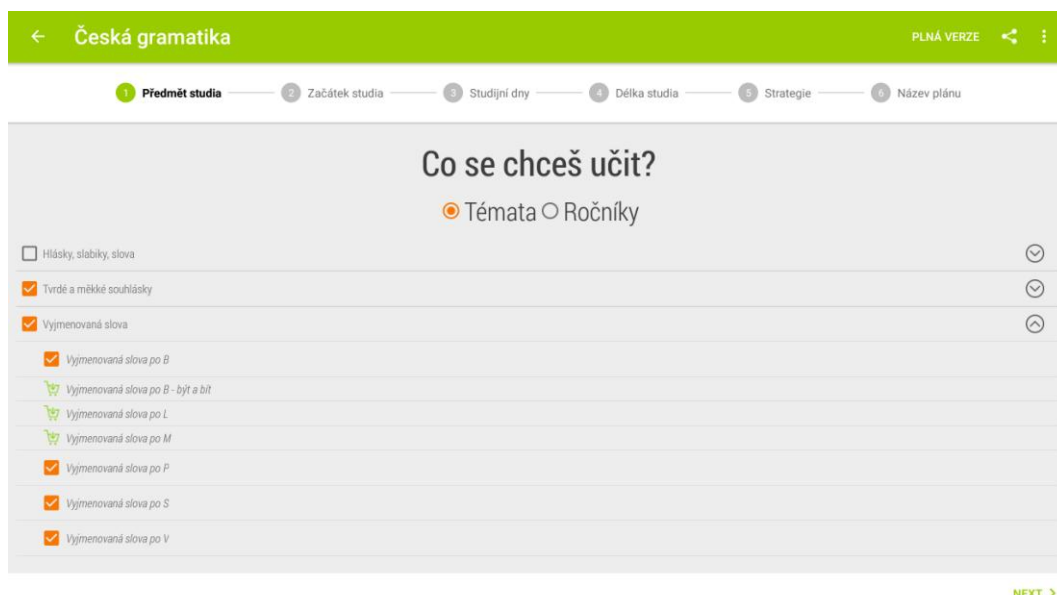 Česká gramatika PLNÁ VERZE
1 Předmět studia 2 Začátek studia 3 Studijní dny 4 Délka studia 5 Strategie 6 Název plánu
Co se chceš učit?
Témata Ročníky
Hlásky, slabiky, slova
Tvrdé a měkké souhlásky
Vyjmenovaná slova
Vyjmenovaná slova po B
Vyjmenovaná slova po B - být a bít
Vyjmenovaná slova po L
Vyjmenovaná slova po M
Vyjmenovaná slova po P
Vyjmenovaná slova po S
Vyjmenovaná slova po V
NEXT